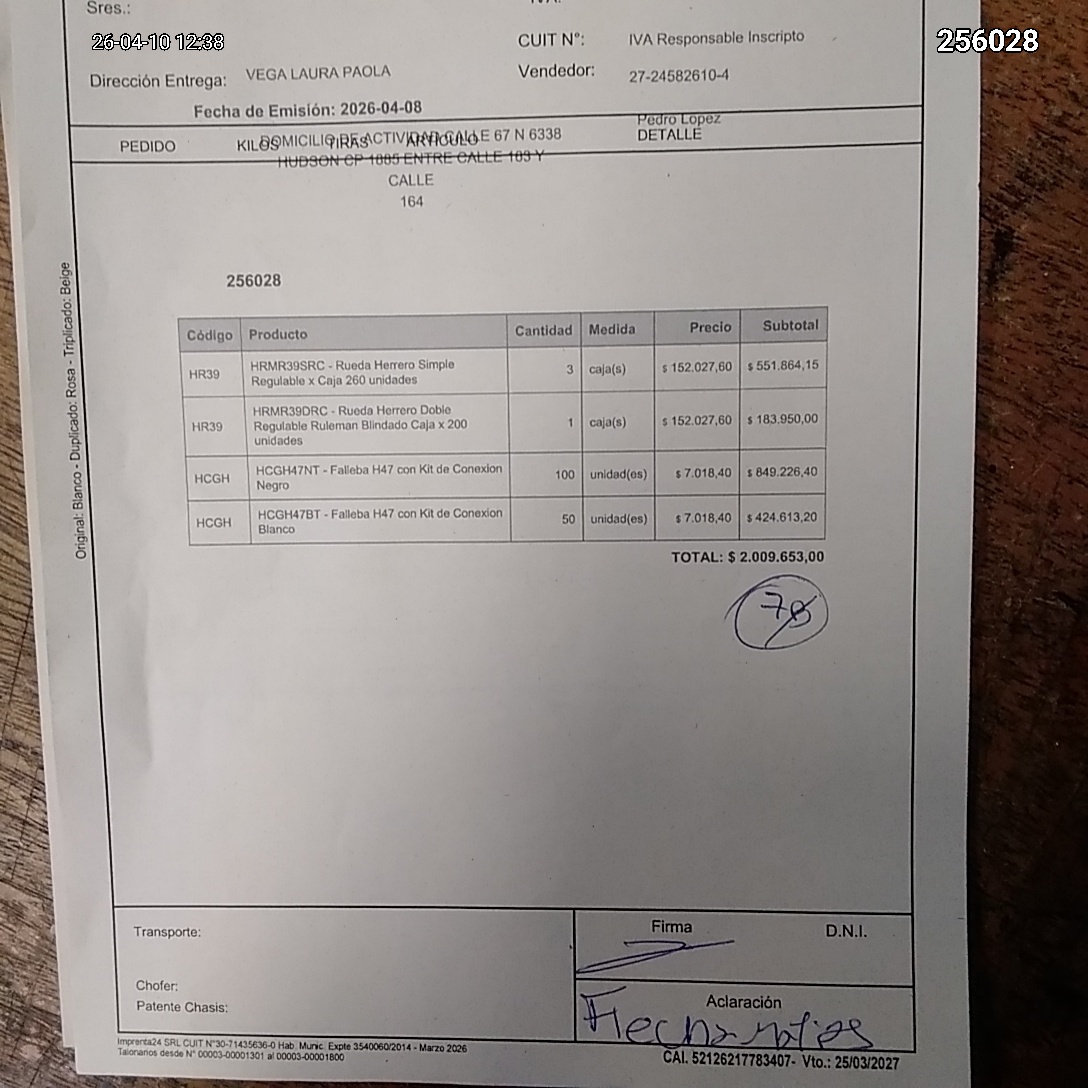 Sres.:
26-04-10 12:38
256028
CUIT N°: IVA Responsable Inscripto
Dirección Entrega: VEGA LAURA PAOLA
Vendedor: 27-24582610-4
Fecha de Emisión: 2026-04-08
Pedro Lopez
PEDIDO KILOS TIRAS ARTICULO DETALLE
DOMICILIO DE ACTIVIDAD CALLE 67 N 6338
HUDSON CP 1885 ENTRE CALLE 163 Y
CALLE
164
256028
Código Producto Cantidad Medida Precio Subtotal
HR39 HRMR39SRC - Rueda Herrero Simple Regulable x Caja 260 unidades 3 caja(s) $ 152.027,60 $ 551.864,15
HR39 HRMR39DRC - Rueda Herrero Doble Regulable Ruleman Blindado Caja x 200 unidades 1 caja(s) $ 152.027,60 $ 183.950,00
HCGH HCGH47NT - Falleba H47 con Kit de Conexion Negro 100 unidad(es) $ 7.018,40 $ 849.226,40
HCGH HCGH47BT - Falleba H47 con Kit de Conexion Blanco 50 unidad(es) $ 7.018,40 $ 424.613,20
TOTAL: $ 2.009.653,00
Original: Blanco - Duplicado: Rosa - Triplicado: Beige
Transporte:
Firma D.N.I.
Chofer:
Patente Chasis:
Aclaración
Imprenta24 SRL CUIT N°30-71435636-0 Hab. Munic. Expte 3540060/2014 - Marzo 2026
Talonarios desde N° 00003-00001301 al 00003-00001800
CAI. 52126217783407- Vto.: 25/03/2027